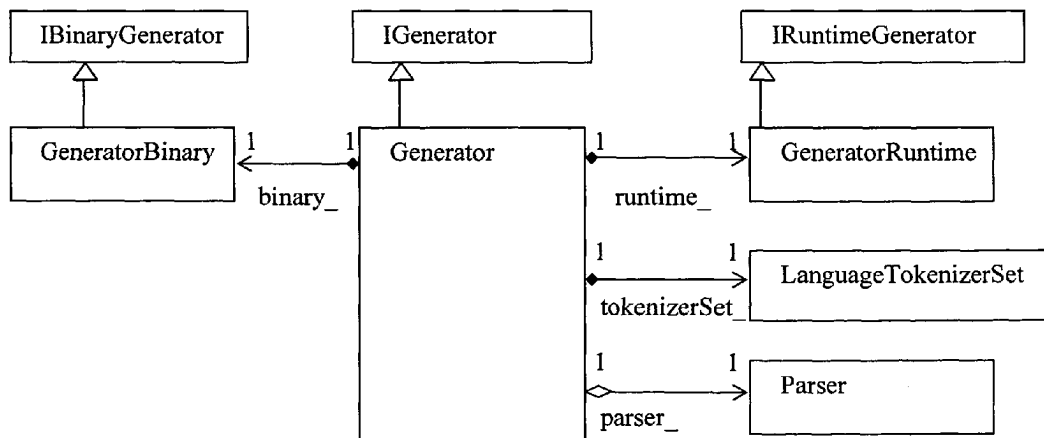 IBinaryGenerator
IGenerator
IRuntimeGenerator
GeneratorBinary
1
1
binary_
Generator
1
1
runtime_
GeneratorRuntime
1
1
tokenizerSet_
LanguageTokenizerSet
1
1
parser_
Parser